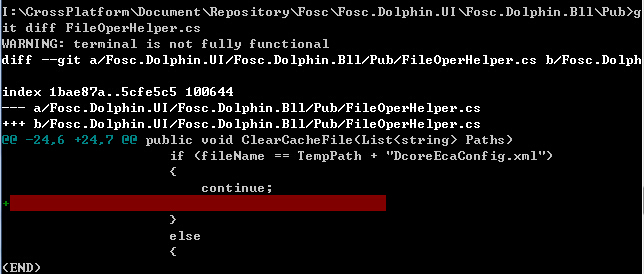 I:\CrossPlatform\Document\Repository\Fosc\Fosc.Dolphin.UI\Fosc.Dolphin.Bll\Pub>g
it diff FileOperHelper.cs
WARNING: terminal is not fully functional
diff --git a/Fosc.Dolphin.UI/Fosc.Dolphin.Bll/Pub/FileOperHelper.cs b/Fosc.Dolph
index 1bae87a..5cfe5c5 100644
--- a/Fosc.Dolphin.UI/Fosc.Dolphin.Bll/Pub/FileOperHelper.cs
+++ b/Fosc.Dolphin.UI/Fosc.Dolphin.Bll/Pub/FileOperHelper.cs
@@ -24,6 +24,7 @@ public void ClearCacheFile(List<string> Paths)
if (fileName == TempPath + "DcoreEcaConfig.xml")
{
continue;
+
}
else
{
(END)